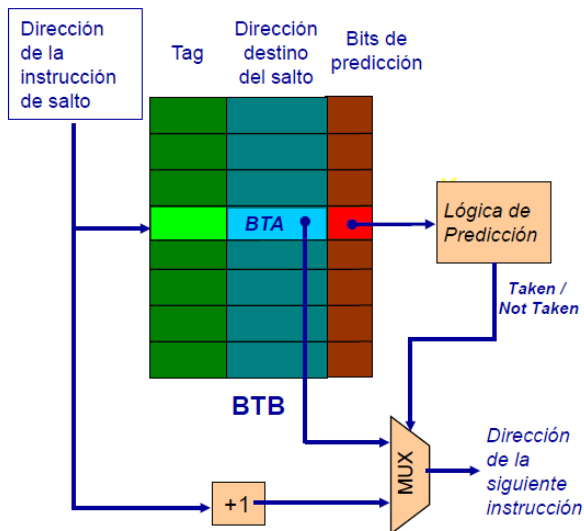 Dirección
de la
instrucción
de salto
Tag
Dirección
destino
del salto
Bits de
predicción
BTA
Lógica de
Predicción
Taken /
Not Taken
BTB
MUX
Dirección
de la
siguiente
instrucción
+1